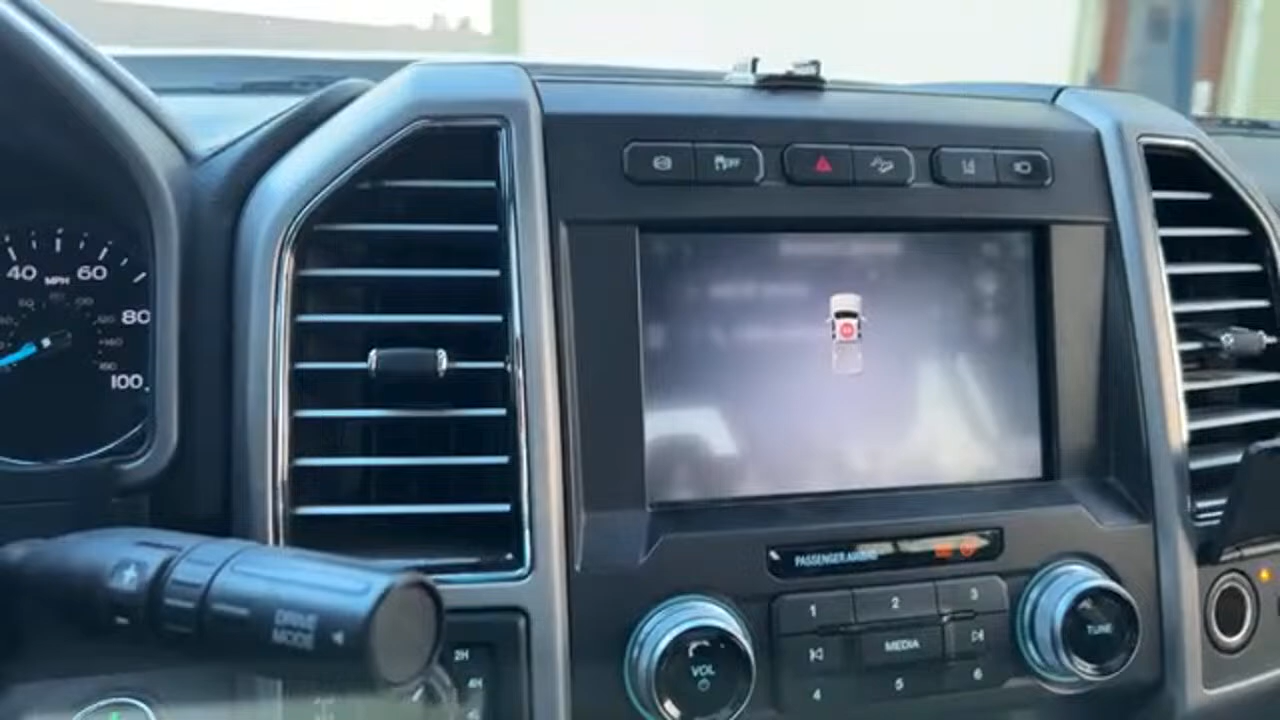 OFF
40 MPH 60
80
100
PASSENGER AIRBAG
1 2 3
MEDIA
4 5 6
VOL
TUNE
DRIVE
MODE
2H
4H